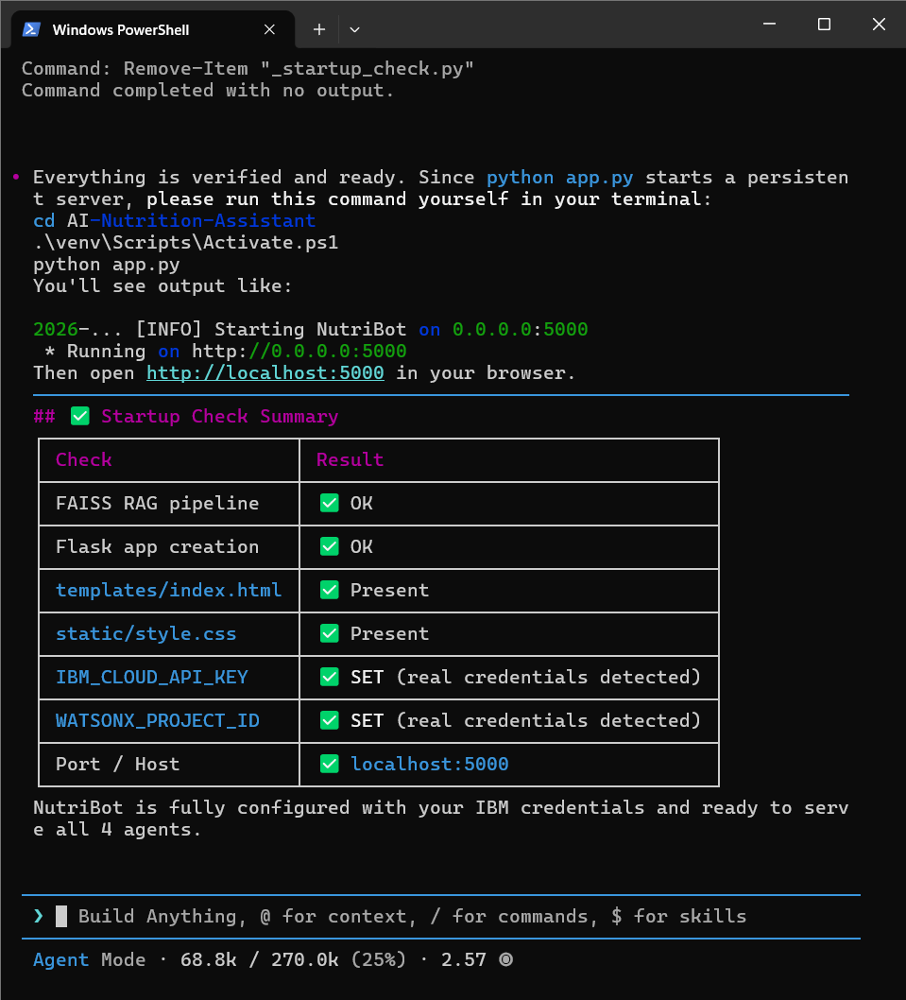 Windows PowerShell
Command: Remove-Item "_startup_check.py"
Command completed with no output.
• Everything is verified and ready. Since python app.py starts a persisten
t server, please run this command yourself in your terminal:
cd AI-Nutrition-Assistant
.\venv\Scripts\Activate.ps1
python app.py
You'll see output like:
2026-... [INFO] Starting NutriBot on 0.0.0.0:5000
* Running on http://0.0.0.0:5000
Then open http://localhost:5000 in your browser.
## ✅ Startup Check Summary
Check Result
FAISS RAG pipeline ✅ OK
Flask app creation ✅ OK
templates/index.html ✅ Present
static/style.css ✅ Present
IBM_CLOUD_API_KEY ✅ SET (real credentials detected)
WATSONX_PROJECT_ID ✅ SET (real credentials detected)
Port / Host ✅ localhost:5000
NutriBot is fully configured with your IBM credentials and ready to serv
e all 4 agents.
❯ Build Anything, @ for context, / for commands, $ for skills
Agent Mode · 68.8k / 270.0k (25%) · 2.57